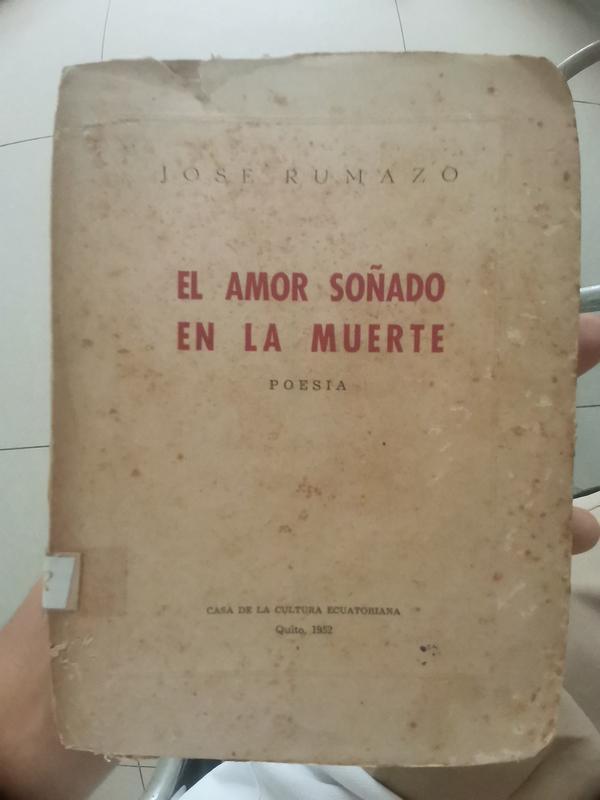 JOSE RUMAZO
EL AMOR SOÑADO
EN LA MUERTE
POESIA
CASA DE LA CULTURA ECUATORIANA
Quito, 1952